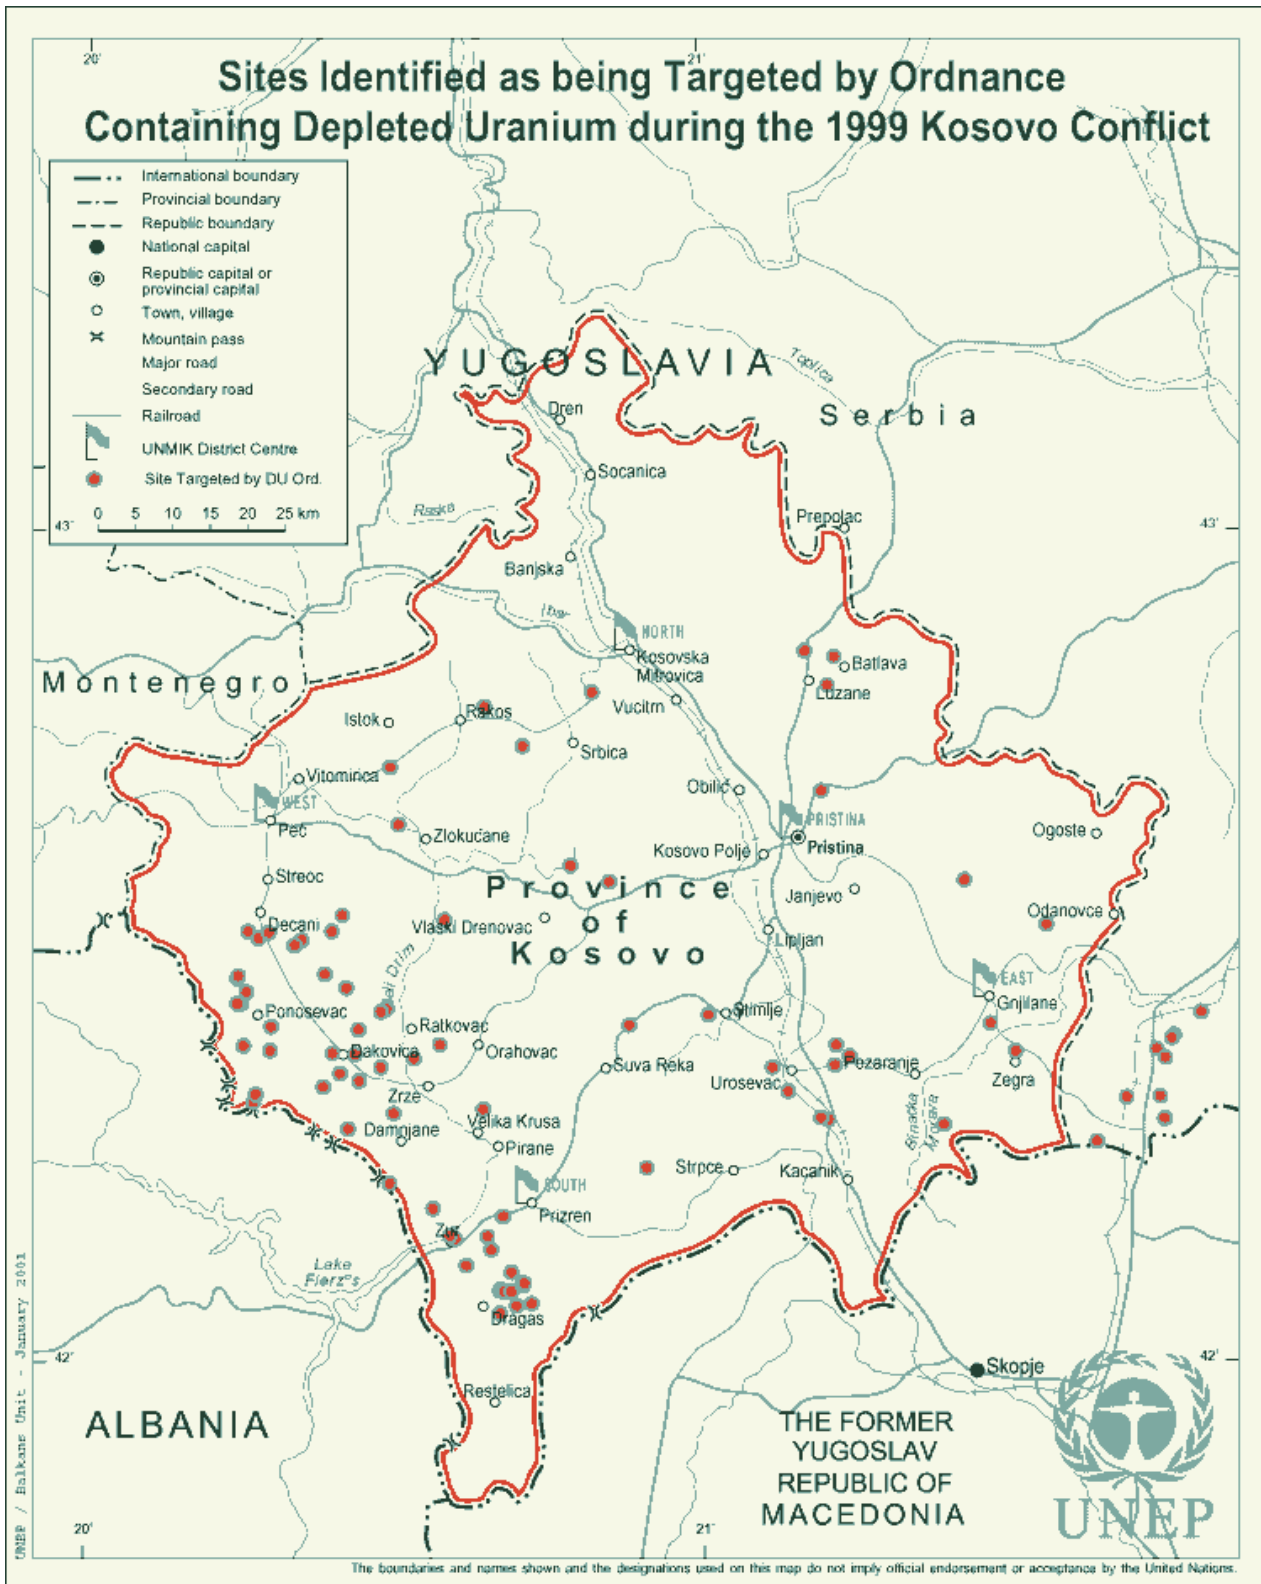 20'
21'
Sites Identified as being Targeted by Ordnance
Containing Depleted Uranium during the 1999 Kosovo Conflict
International boundary
Provincial boundary
Republic boundary
National capital
Republic capital or
provincial capital
Town, village
Mountain pass
Major road
Secondary road
Railroad
UNMIK District Centre
Site Targeted by DU Ord.
0 5 10 15 20 25 km
YUGOSLAVIA
Toplica
Serbia
Dren
Socanica
Raska
43'
Prepolac
43'
Banjska
Ibar
NORTH
Kosovska
Mitrovica
Batlava
Montenegro
Luzane
Istok
Rakos
Vucitrn
Srbica
Vitomirica
Obilić
WEST
Peć
PRISTINA
Pristina
Ogoste
Zlokućane
Kosovo Polje
Streoc
Province
of
Kosovo
Janjevo
Decani
Vlaski Drenovac
Odanovce
Lipljan
Drim
EAST
Gnjilane
Ponosevac
Ratkovac
Stimlje
Dakovica
Orahovac
Suva Reka
Urosevac
Pozaranje
Zegra
Zrze
Binačka
Morava
Velika Krusa
Damnjane
Pirane
Strpce
Kacanik
SOUTH
Prizren
Zur
Lake
Fierz°s
Dragas
42'
42'
Skopje
Restelica
ALBANIA
THE FORMER
YUGOSLAV
REPUBLIC OF
MACEDONIA
UNEP
20'
21'
UNEP / Balkans Unit - January 2001
The boundaries and names shown and the designations used on this map do not imply official endorsement or acceptance by the United Nations.